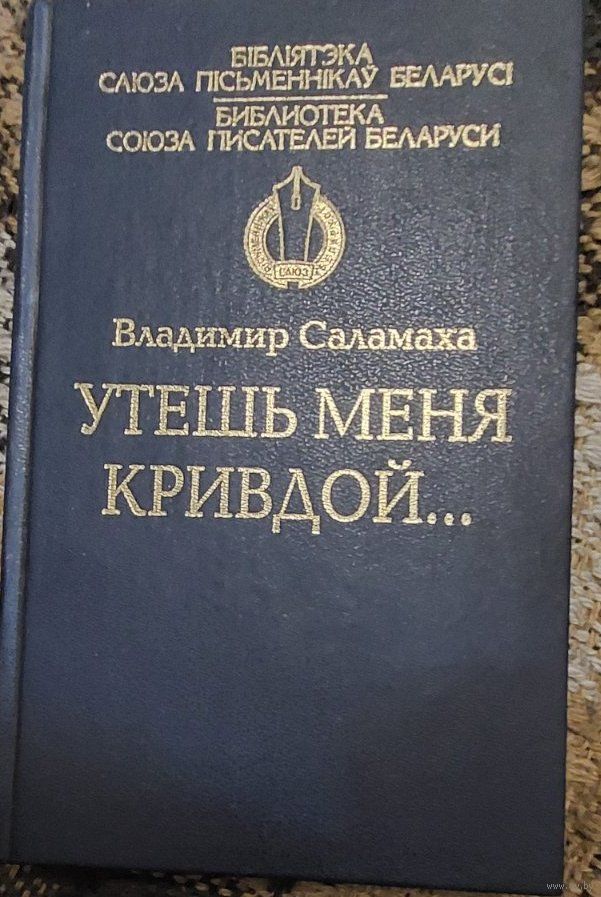 БІБЛІЯТЭКА
САЮЗА ПІСЬМЕННІКАЎ БЕЛАРУСІ
БИБЛИОТЕКА
СОЮЗА ПИСАТЕЛЕЙ БЕЛАРУСИ
САЮЗ
Владимир Саламаха
УТЕШЬ МЕНЯ
КРИВДОЙ...